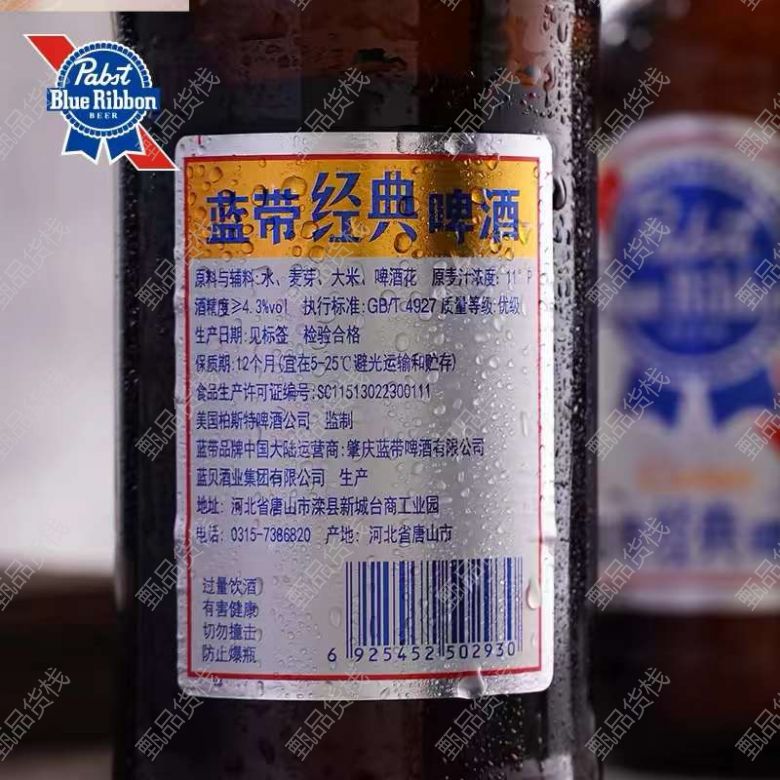 Pabst
Blue Ribbon
BEER
蓝带经典啤酒
原料与辅料:水、麦芽、大米、啤酒花 原麦汁浓度: 11°P
酒精度≥4.3%vol 执行标准:GB/T 4927 质量等级:优级
生产日期:见标签 检验合格
保质期:12个月(宜在5-25℃避光运输和贮存)
食品生产许可证编号:SC11513022300111
美国柏斯特啤酒公司 监制
蓝带品牌中国大陆运营商:肇庆蓝带啤酒有限公司
蓝贝酒业集团有限公司 生产
地址: 河北省唐山市滦县新城台商工业园
电话: 0315-7386820 产地: 河北省唐山市
过量饮酒
有害健康
切勿撞击
防止爆瓶
6 925452 502930
Pabst
经典
甄品货栈